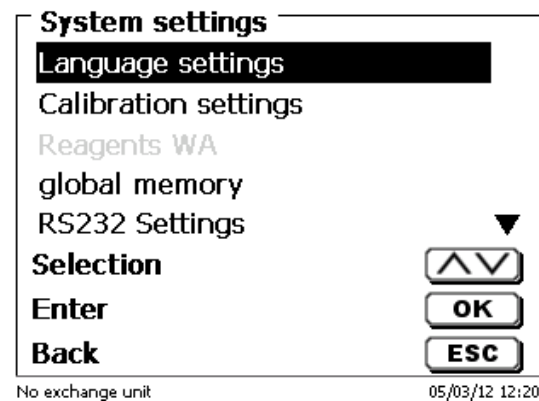 System settings
Language settings
Calibration settings
Reagents WA
global memory
RS232 Settings
Selection
Enter OK
Back ESC
No exchange unit 05/03/12 12:20